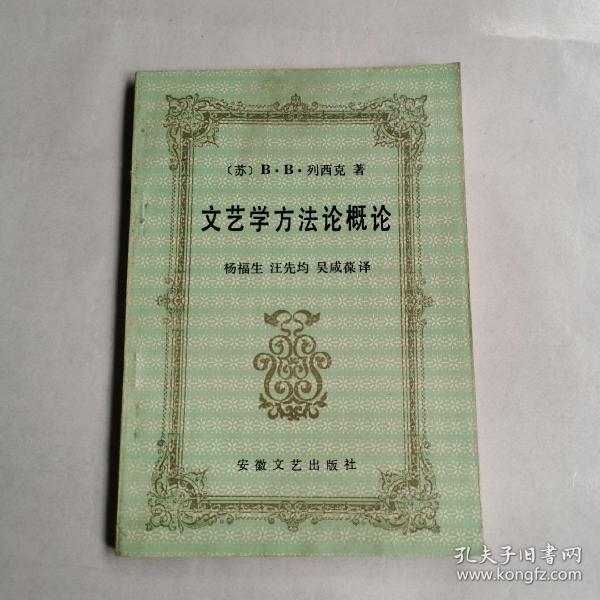 〔苏〕B·B·列西克 著
文艺学方法论概论
杨福生 汪先均 吴咸葆译
安徽文艺出版社
孔夫子旧書网
www.kongfz.com